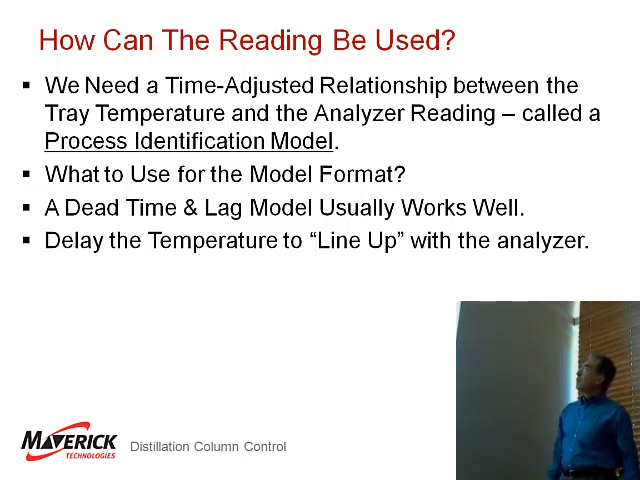 How Can The Reading Be Used?
▪ We Need a Time-Adjusted Relationship between the
Tray Temperature and the Analyzer Reading – called a
Process Identification Model.
▪ What to Use for the Model Format?
▪ A Dead Time & Lag Model Usually Works Well.
▪ Delay the Temperature to “Line Up” with the analyzer.
MAVERICK
TECHNOLOGIES
Distillation Column Control